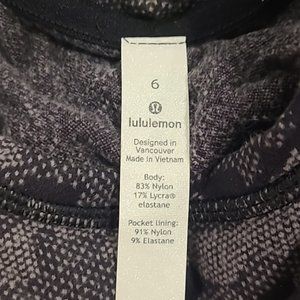 6
lululemon
Designed in
Vancouver
Made in Vietnam
Body:
83% Nylon
17% Lycra®
elastane
Pocket lining:
91% Nylon
9% Elastane